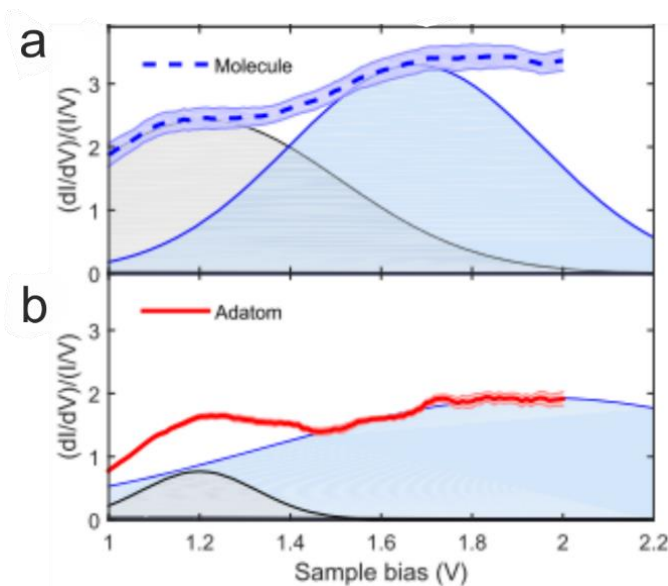 a
Molecule
(dI/dV)/(I/V)
3
2
1
0
b
Adatom
(dI/dV)/(I/V)
3
2
1
0
1 1.2 1.4 1.6 1.8 2 2.2
Sample bias (V)